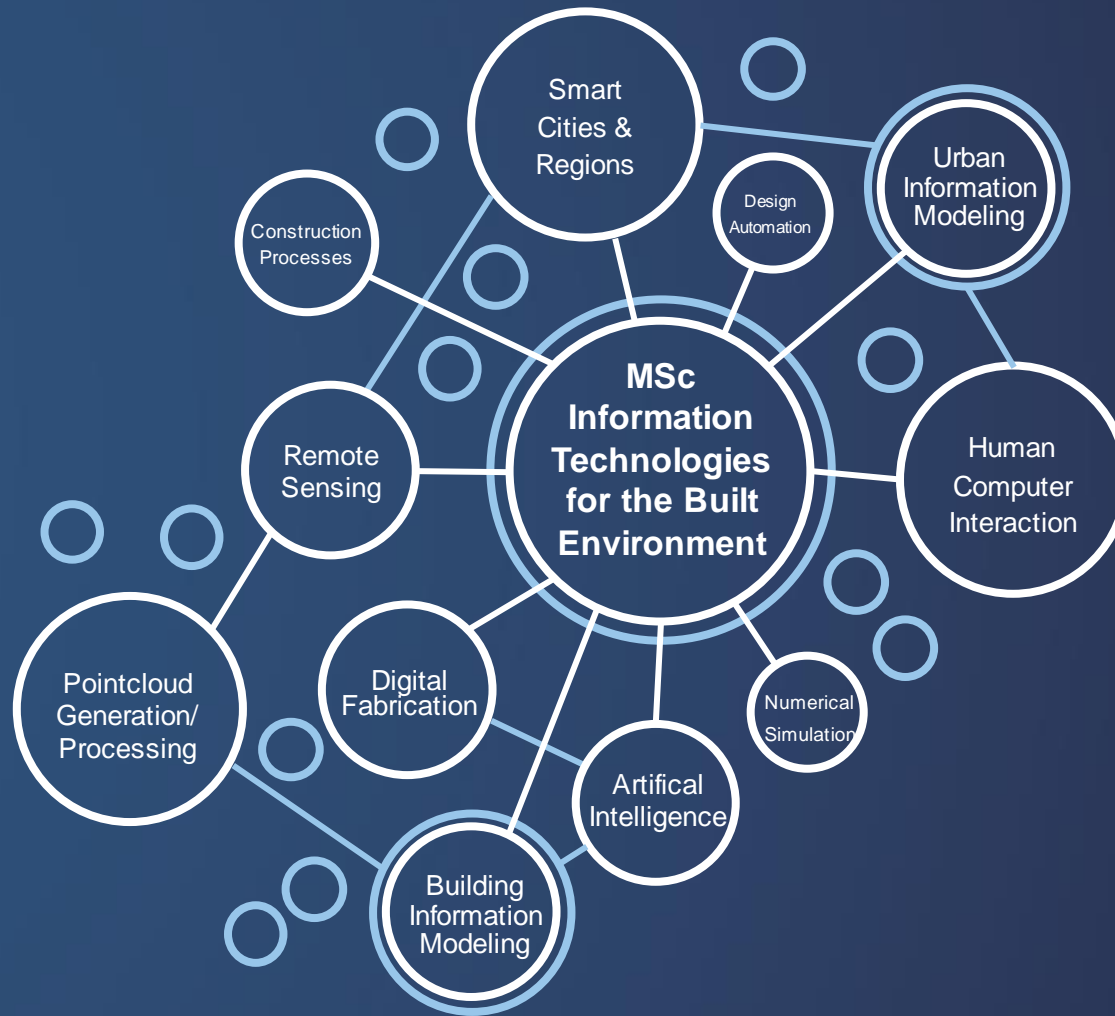 Smart
Cities &
Regions
Urban
Information
Modeling
Design
Automation
Construction
Processes
MSc
Information
Technologies
for the Built
Environment
Human
Computer
Interaction
Remote
Sensing
Pointcloud
Generation/
Processing
Digital
Fabrication
Numerical
Simulation
Artifical
Intelligence
Building
Information
Modeling